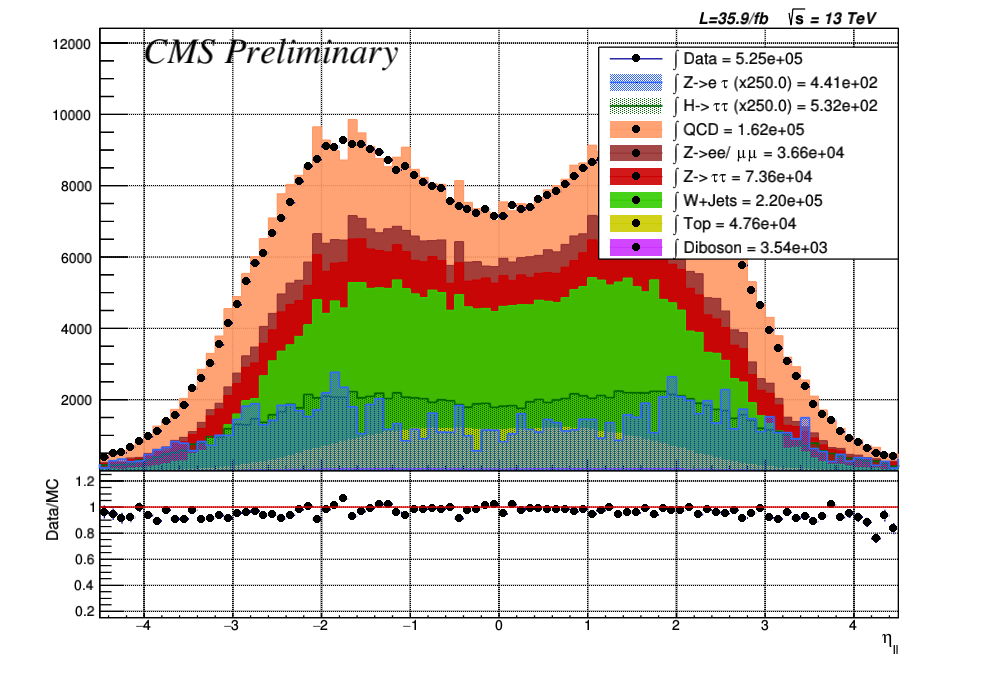 L=35.9/fb √s = 13 TeV
CMS Preliminary
12000
10000
8000
6000
4000
2000
∫ Data = 5.25e+05
∫ Z->e τ (x250.0) = 4.41e+02
∫ H-> ττ (x250.0) = 5.32e+02
∫ QCD = 1.62e+05
∫ Z->ee/ μμ = 3.66e+04
∫ Z-> ττ = 7.36e+04
∫ W+Jets = 2.20e+05
∫ Top = 4.76e+04
∫ Diboson = 3.54e+03
Data/MC
1.2
1
0.8
0.6
0.4
0.2
−4 −3 −2 −1 0 1 2 3 4
η_ll